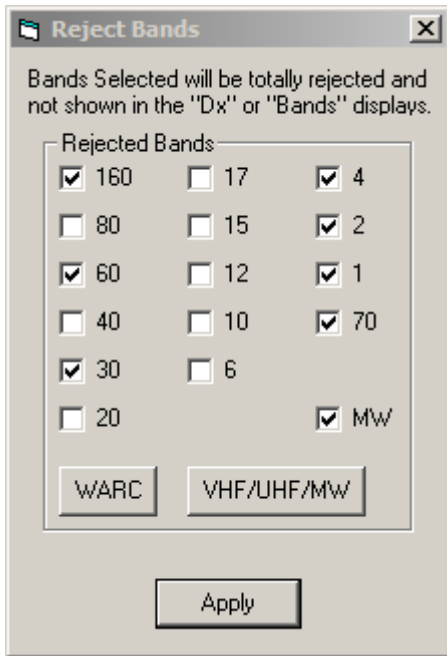 Reject Bands
Bands Selected will be totally rejected and
not shown in the "Dx" or "Bands" displays.
Rejected Bands
160 17 4
80 15 2
60 12 1
40 10 70
30 6
20 MW
WARC VHF/UHF/MW
Apply